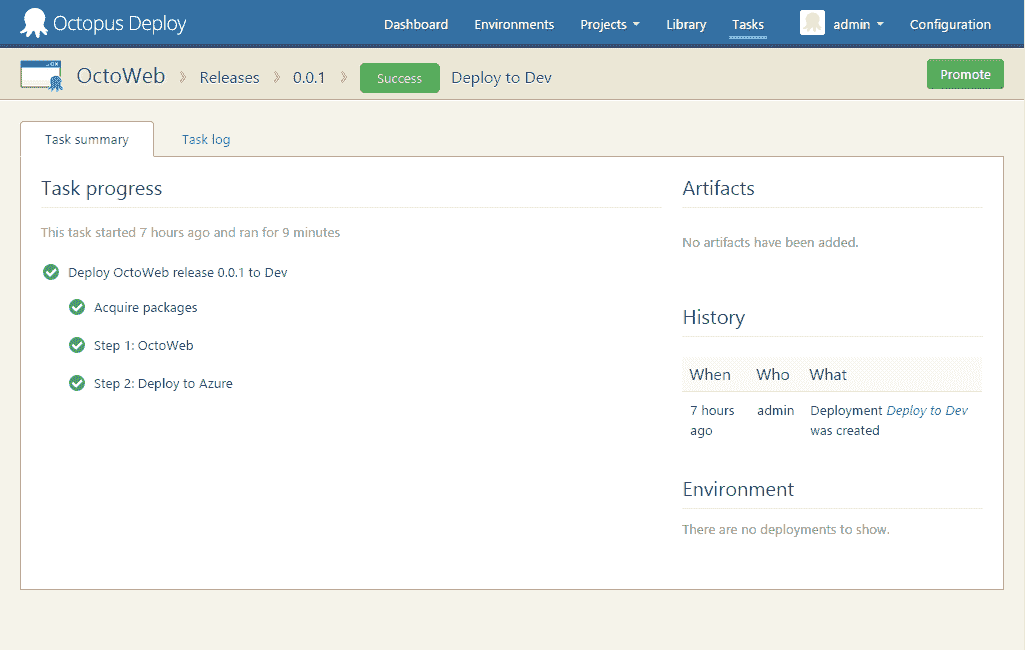 Octopus Deploy
Dashboard Environments Projects Library Tasks admin Configuration
OctoWeb Releases 0.0.1 Success Deploy to Dev Promote
Task summary Task log
Task progress
This task started 7 hours ago and ran for 9 minutes
Deploy OctoWeb release 0.0.1 to Dev
Acquire packages
Step 1: OctoWeb
Step 2: Deploy to Azure
Artifacts
No artifacts have been added.
History
When Who What
7 hours ago admin Deployment Deploy to Dev was created
Environment
There are no deployments to show.